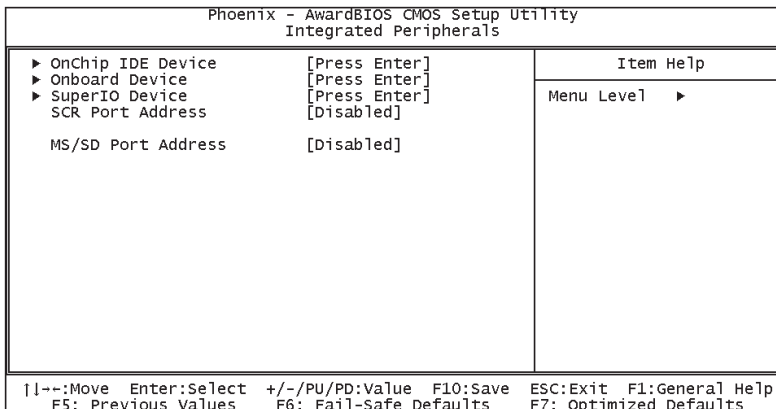 Phoenix - AwardBIOS CMOS Setup Utility
Integrated Peripherals
▶ OnChip IDE Device [Press Enter]
▶ Onboard Device [Press Enter]
▶ SuperIO Device [Press Enter]
SCR Port Address [Disabled]
MS/SD Port Address [Disabled]
Item Help
Menu Level ▶
↑↓→←:Move Enter:Select +/-/PU/PD:Value F10:Save ESC:Exit F1:General Help
F5: Previous Values F6: Fail-Safe Defaults F7: Optimized Defaults